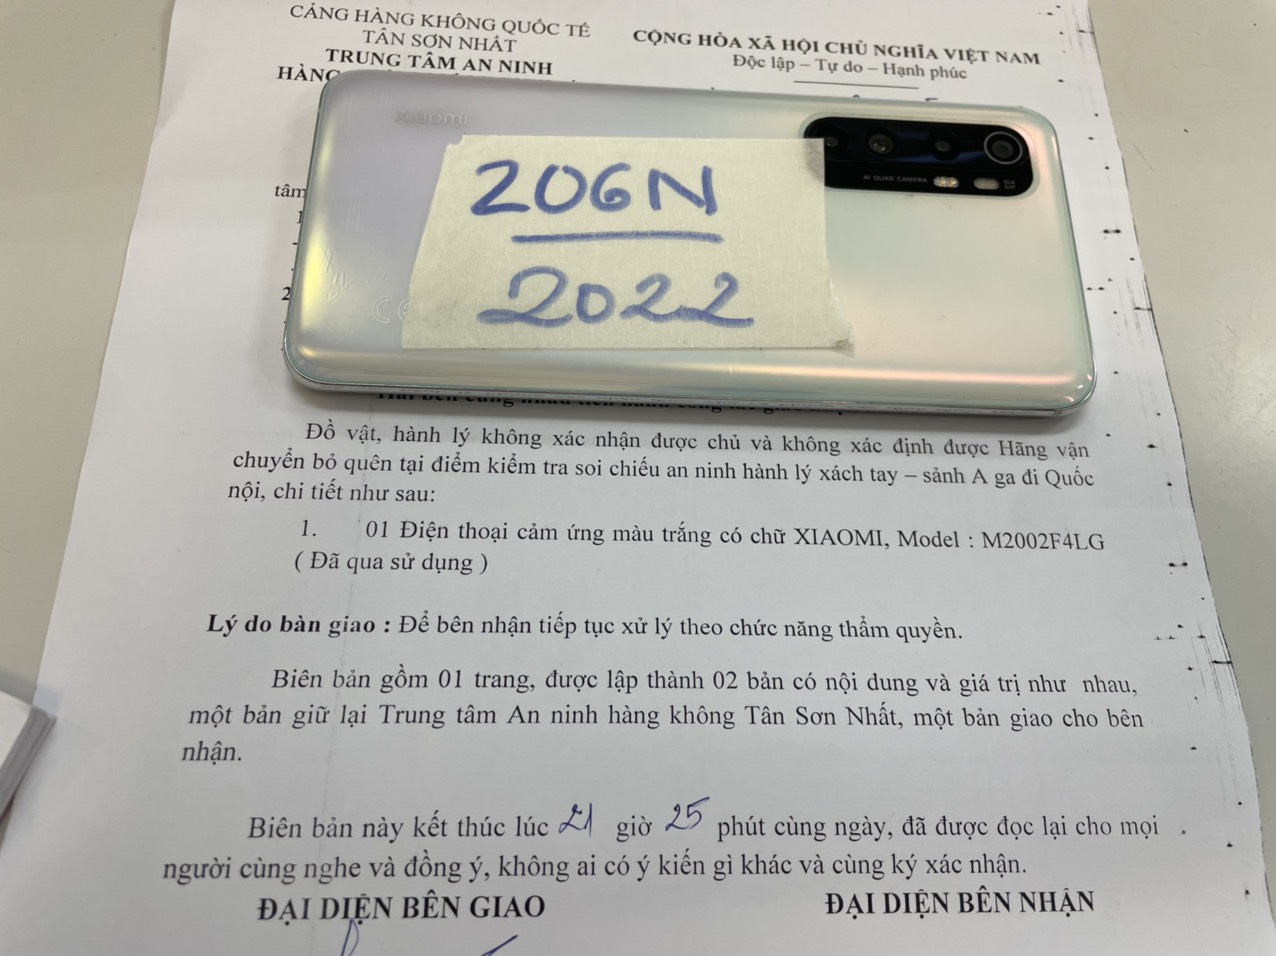 CẢNG HÀNG KHÔNG QUỐC TẾ
TÂN SƠN NHẤT
TRUNG TÂM AN NINH
HÀNG
CỘNG HÒA XÃ HỘI CHỦ NGHĨA VIỆT NAM
Độc lập – Tự do – Hạnh phúc
xiaomi
AI QUAD CAMERA
206N
2022
CE
tâm
1
-
2
Đồ vật, hành lý không xác nhận được chủ và không xác định được Hãng vận
chuyển bỏ quên tại điểm kiểm tra soi chiếu an ninh hành lý xách tay – sảnh A ga đi Quốc
nội, chi tiết như sau:
1. 01 Điện thoại cảm ứng màu trắng có chữ XIAOMI, Model : M2002F4LG
( Đã qua sử dụng )
Lý do bàn giao : Để bên nhận tiếp tục xử lý theo chức năng thẩm quyền.
Biên bản gồm 01 trang, được lập thành 02 bản có nội dung và giá trị như nhau,
một bản giữ lại Trung tâm An ninh hàng không Tân Sơn Nhất, một bản giao cho bên
nhận.
Biên bản này kết thúc lúc 21 giờ 25 phút cùng ngày, đã được đọc lại cho mọi
người cùng nghe và đồng ý, không ai có ý kiến gì khác và cùng ký xác nhận.
ĐẠI DIỆN BÊN GIAO
ĐẠI DIỆN BÊN NHẬN